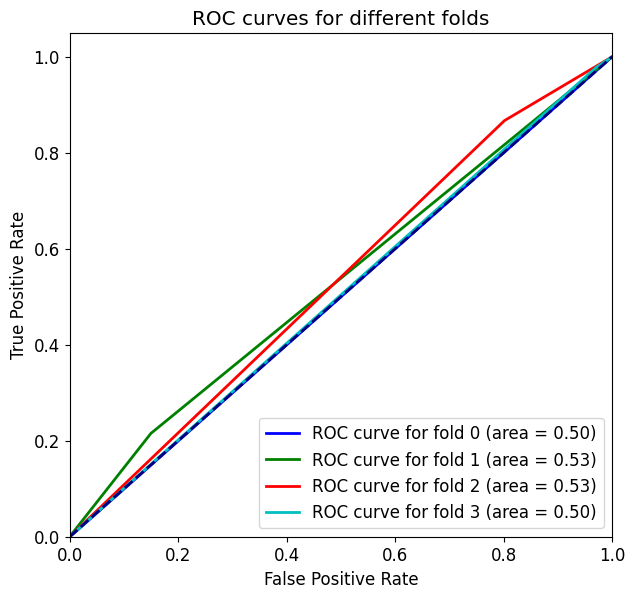 ROC curves for different folds
True Positive Rate
1.0
0.8
0.6
0.4
0.2
0.0
ROC curve for fold 0 (area = 0.50)
ROC curve for fold 1 (area = 0.53)
ROC curve for fold 2 (area = 0.53)
ROC curve for fold 3 (area = 0.50)
0.0 0.2 0.4 0.6 0.8 1.0
False Positive Rate